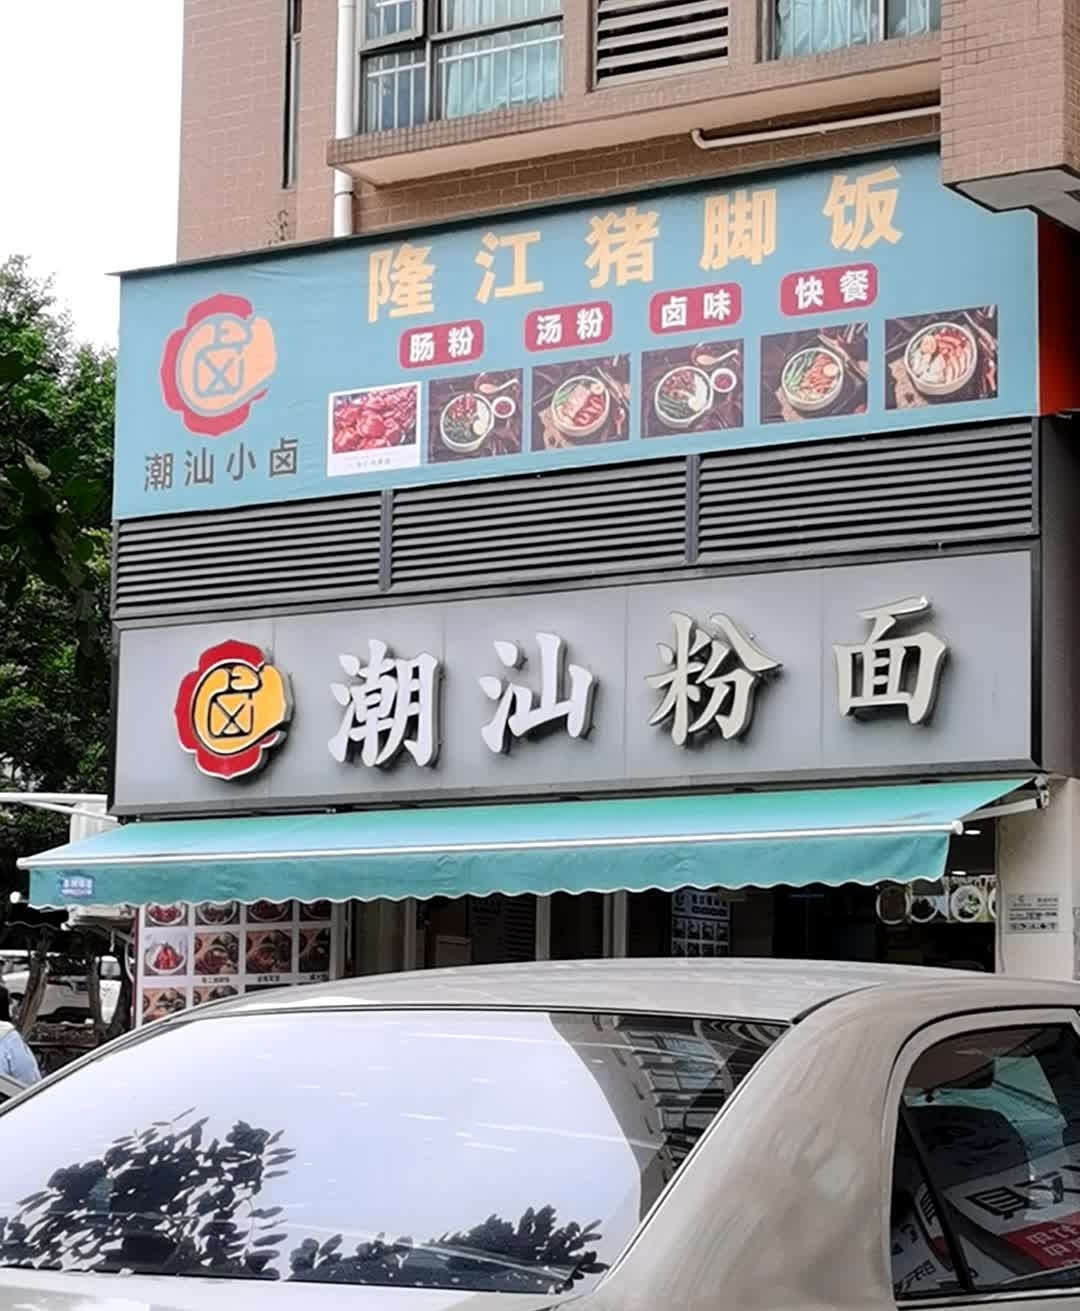 隆江猪脚饭
肠粉 汤粉 卤味 快餐
卤
潮汕小卤
卤 潮汕粉面